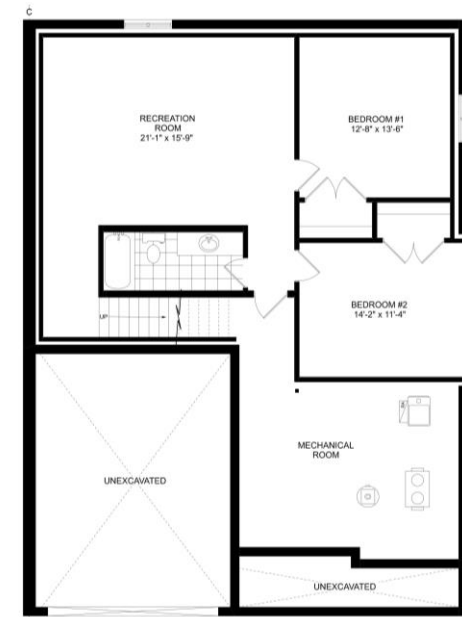 C
RECREATION
ROOM
21'-1" x 15'-9"
BEDROOM #1
12'-8" x 13'-6"
UP
BEDROOM #2
14'-2" x 11'-4"
MECHANICAL
ROOM
UNEXCAVATED
UNEXCAVATED